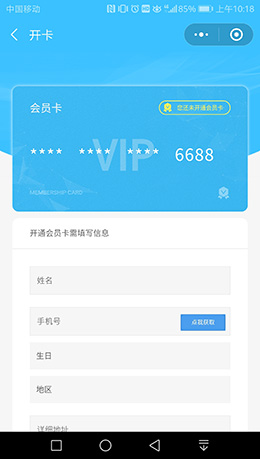 中国移动 85% 上午10:18
开卡
会员卡 您还未开通会员卡
VIP
**** **** **** 6688
MEMBERSHIP CARD
开通会员卡需填写信息
姓名
手机号 点我获取
生日
地区
详细地址